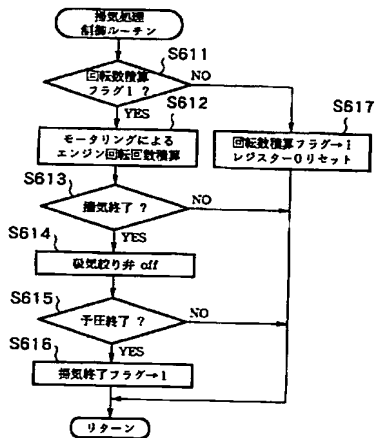 掃気処理
制御ルーチン
S611
回転数積算
フラグ1？
NO
YES
S612
モータリングによる
エンジン回転回数積算
S617
回転数積算フラグ→1
レジスター0リセット
S613
掃気終了？
NO
YES
S614
吸気絞り弁 off
S615
予圧終了？
NO
YES
S616
掃気終了フラグ→1
リターン